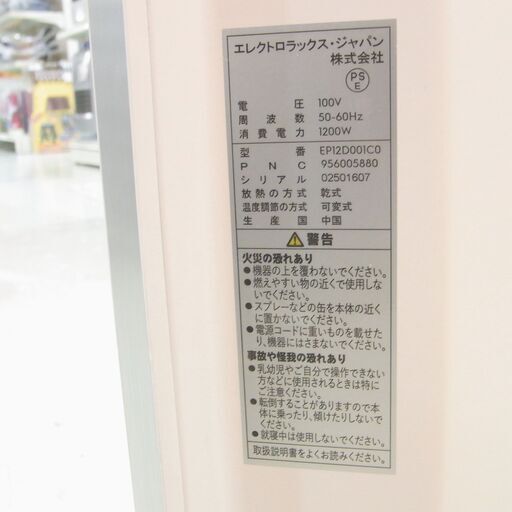 エレクトロラックス・ジャパン
株式会社
PS
E
電圧 100V
周波数 50-60Hz
消費電力 1200W
型番 EP12D001C0
PNC 956005880
シリアル 02501607
放熱の方式 乾式
温度調節の方式 可変式
生産国 中国
警告
火災の恐れあり
●機器の上を覆わないでください。
●燃えやすい物の近くで使用しな
いでください。
●スプレーなどの缶を本体の近く
に置かないでください。
●電源コードに重いものを載せた
り、機器にはさまないでください。
事故や怪我の恐れあり
●乳幼児やご自分で操作できない
方などに使用されるときは特に
ご注意ください。
●転倒することがありますので本
体に乗ったり、傾けたりしないで
ください。
●就寝中は使用しないでください。
取扱説明書をよくお読みください。